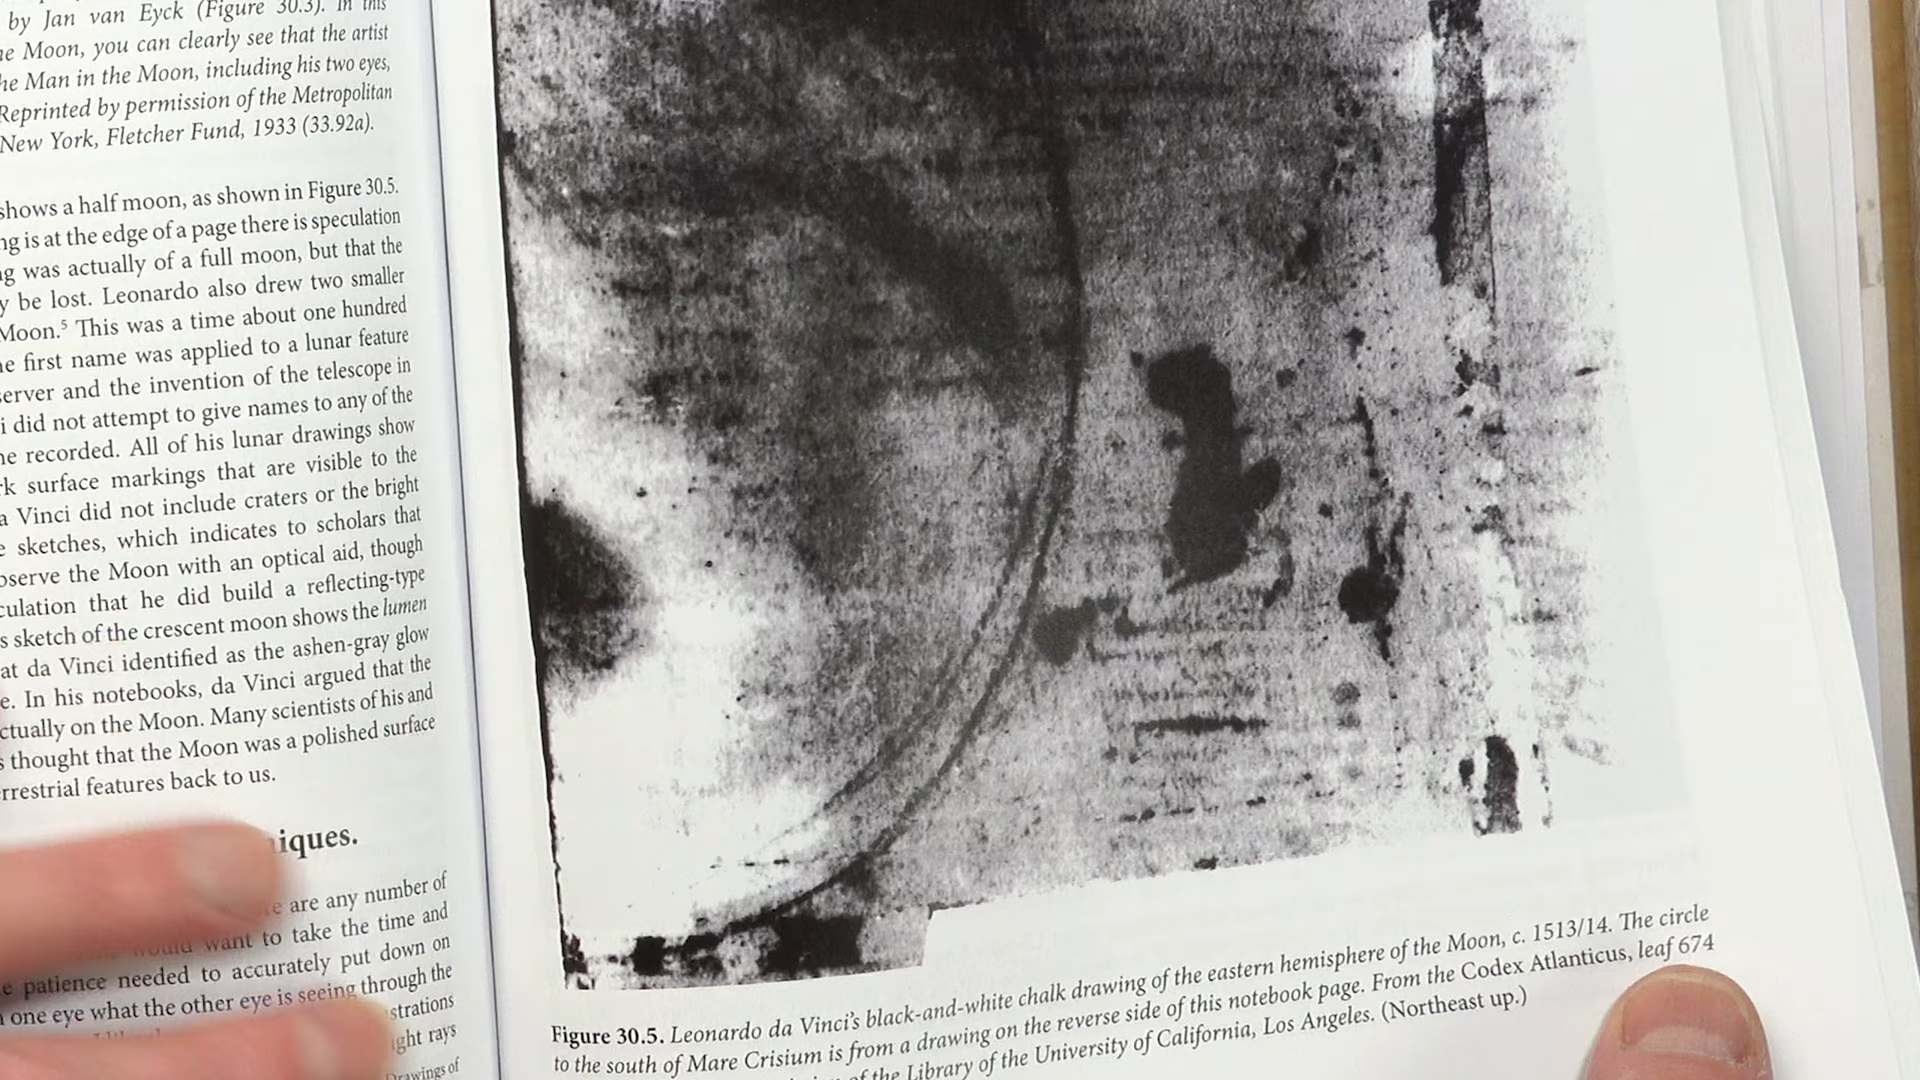 by Jan van Eyck (Figure 30.3). In this
Moon, you can clearly see that the artist
he Man in the Moon, including his two eyes,
Reprinted by permission of the Metropolitan
New York, Fletcher Fund, 1933 (33.92a).
shows a half moon, as shown in Figure 30.5.
ng is at the edge of a page there is speculation
g was actually of a full moon, but that the
y be lost. Leonardo also drew two smaller
Moon.⁵ This was a time about one hundred
e first name was applied to a lunar feature
erver and the invention of the telescope in
i did not attempt to give names to any of the
e recorded. All of his lunar drawings show
rk surface markings that are visible to the
a Vinci did not include craters or the bright
e sketches, which indicates to scholars that
bserve the Moon with an optical aid, though
culation that he did build a reflecting-type
s sketch of the crescent moon shows the lumen
at da Vinci identified as the ashen-gray glow
e. In his notebooks, da Vinci argued that the
ctually on the Moon. Many scientists of his and
s thought that the Moon was a polished surface
rrestrial features back to us.
iques.
e are any number of
would want to take the time and
e patience needed to accurately put down on
one eye what the other eye is seeing through the
strations
ght rays
Drawings of
Figure 30.5. Leonardo da Vinci's black-and-white chalk drawing of the eastern hemisphere of the Moon, c. 1513/14. The circle
to the south of Mare Crisium is from a drawing on the reverse side of this notebook page. From the Codex Atlanticus, leaf 674
of the Library of the University of California, Los Angeles. (Northeast up.)